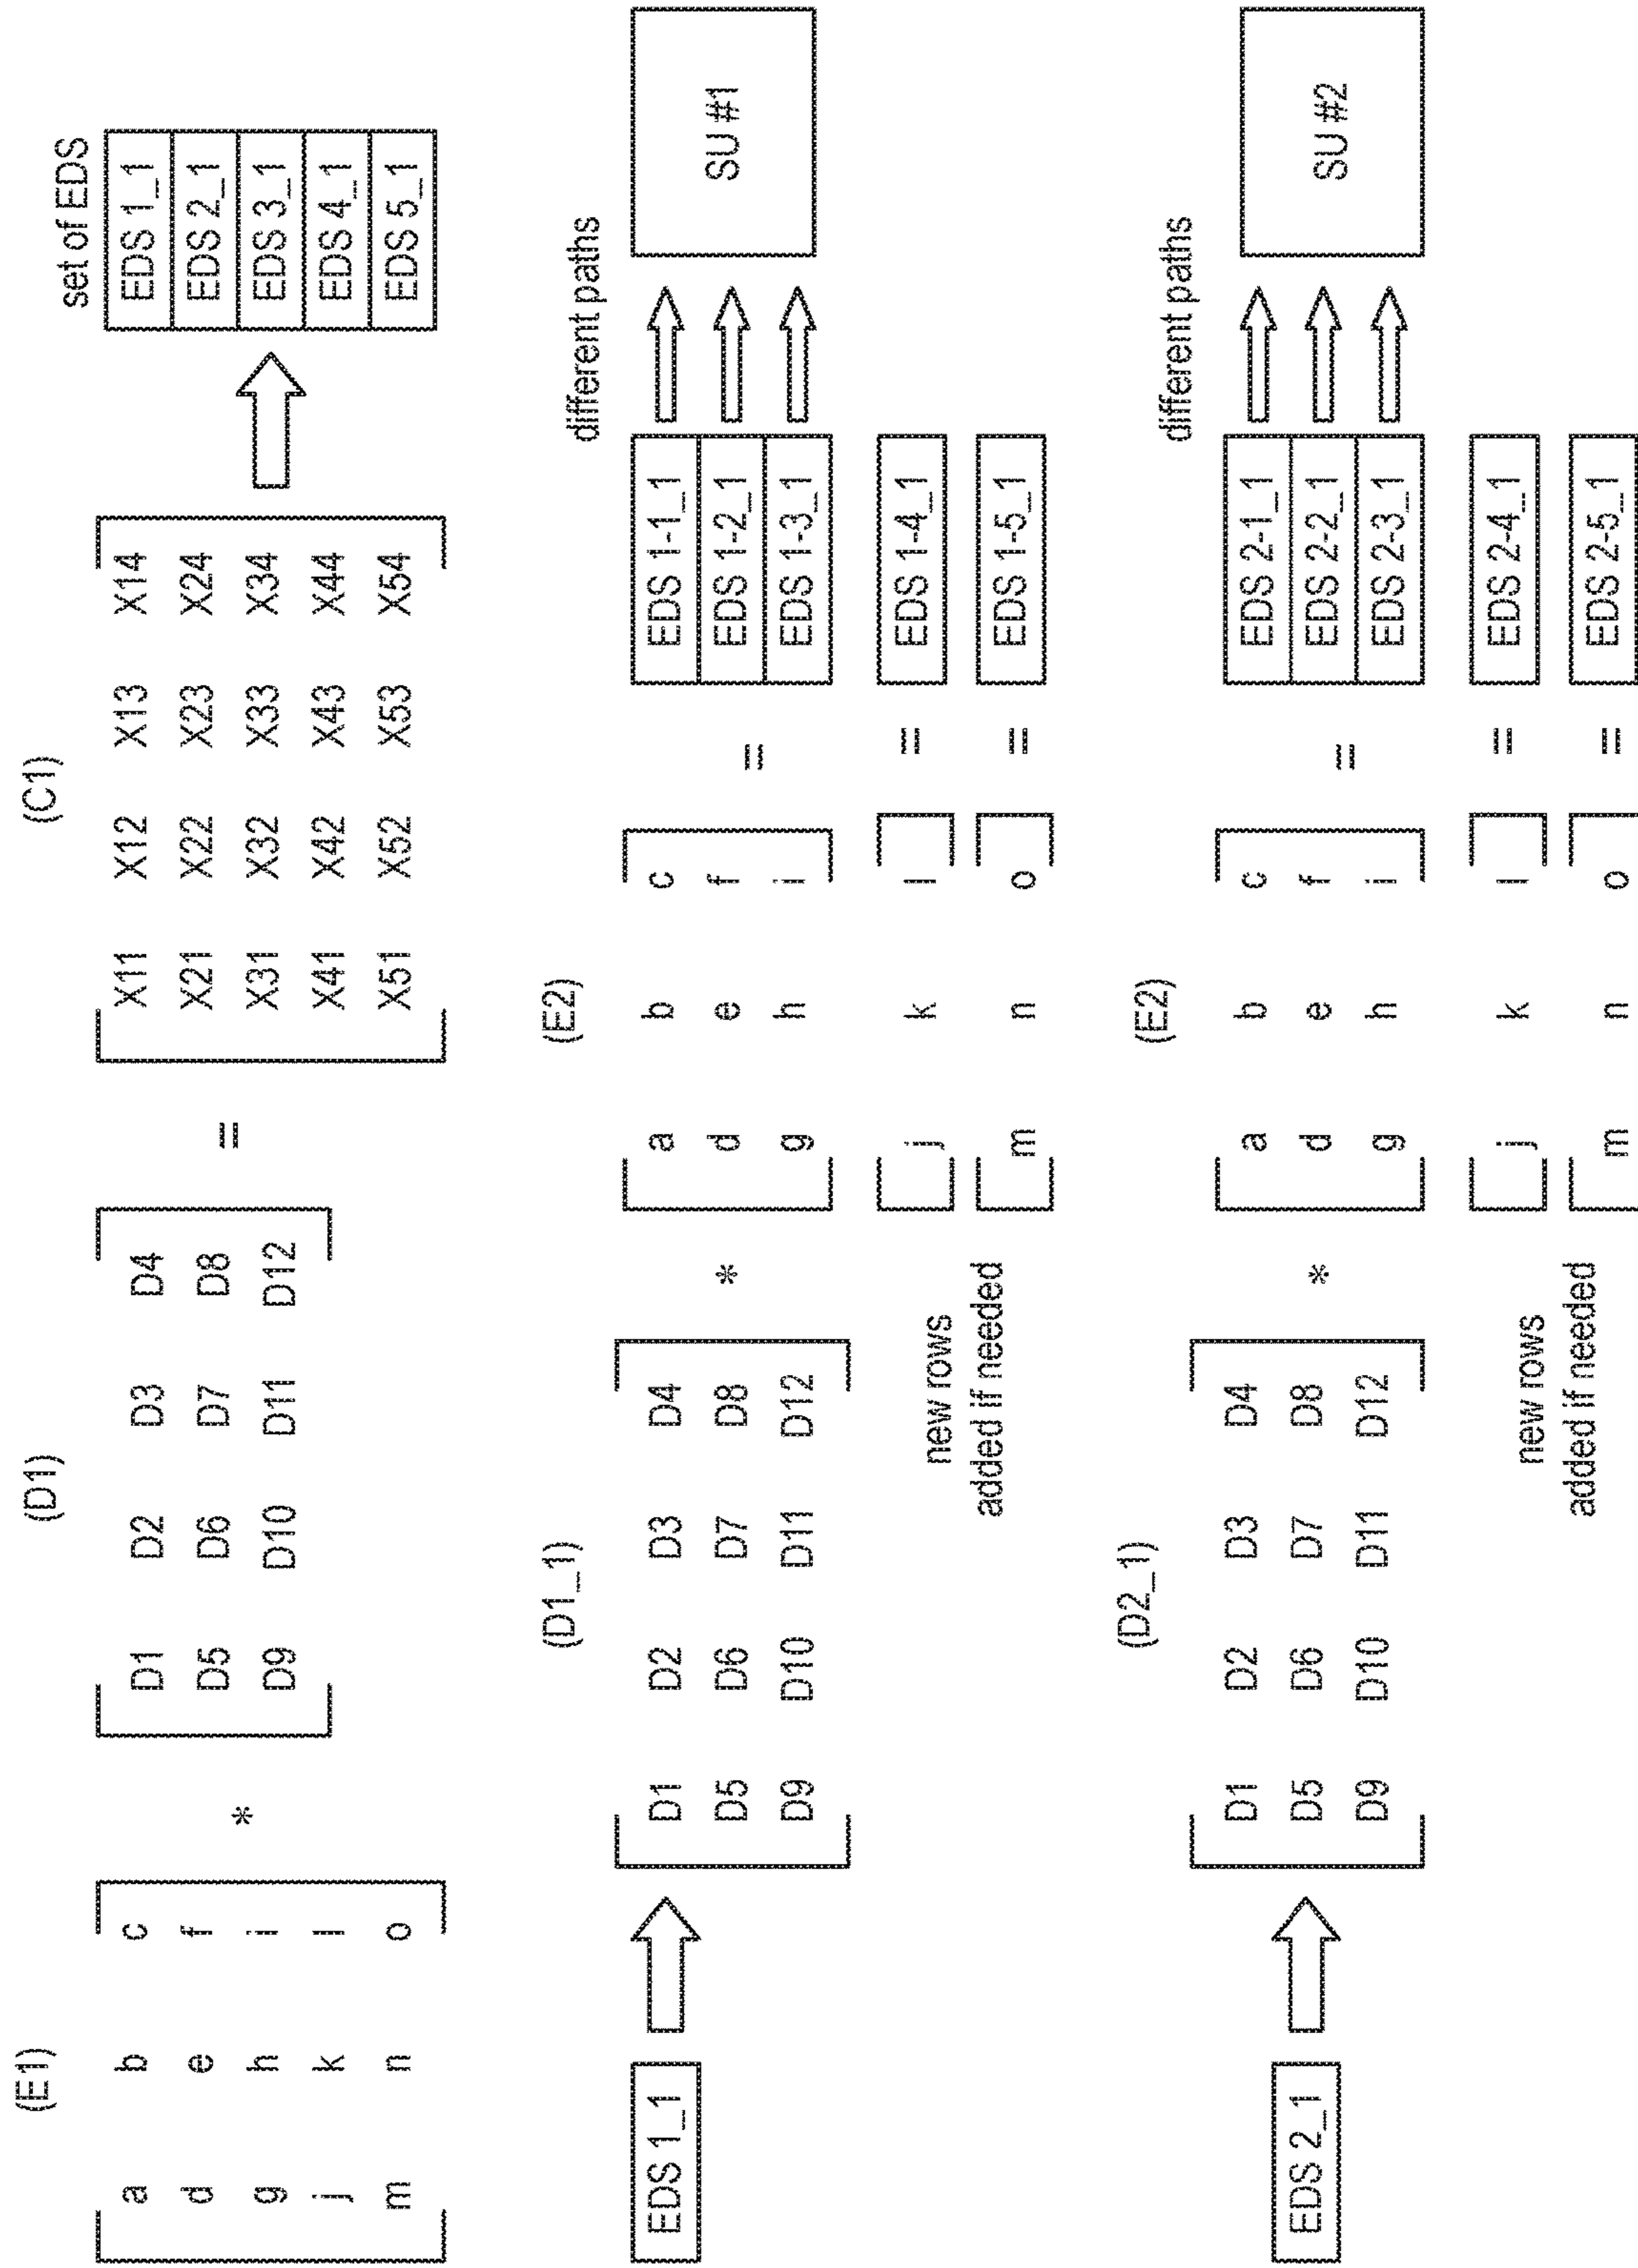 (E1) (D1) (C1)
set of EDS
a b c D1 D2 D3 D4 X11 X12 X13 X14 EDS 1_1
d e f D5 D6 D7 D8 X21 X22 X23 X24 EDS 2_1
g h i * D9 D10 D11 D12 = X31 X32 X33 X34 EDS 3_1
j k l X41 X42 X43 X44 EDS 4_1
m n o X51 X52 X53 X54 EDS 5_1
(D1_1) (E2)
different paths
EDS 1_1 D1 D2 D3 D4 a b c EDS 1-1_1
D5 D6 D7 D8 * d e f = EDS 1-2_1 SU #1
D9 D10 D11 D12 g h i EDS 1-3_1
new rows j k l = EDS 1-4_1
added if needed m n o = EDS 1-5_1
(D2_1) (E2)
different paths
D1 D2 D3 D4 a b c EDS 2-1_1
EDS 2_1 D5 D6 D7 D8 * d e f = EDS 2-2_1 SU #2
D9 D10 D11 D12 g h i EDS 2-3_1
new rows j k l = EDS 2-4_1
added if needed m n o = EDS 2-5_1